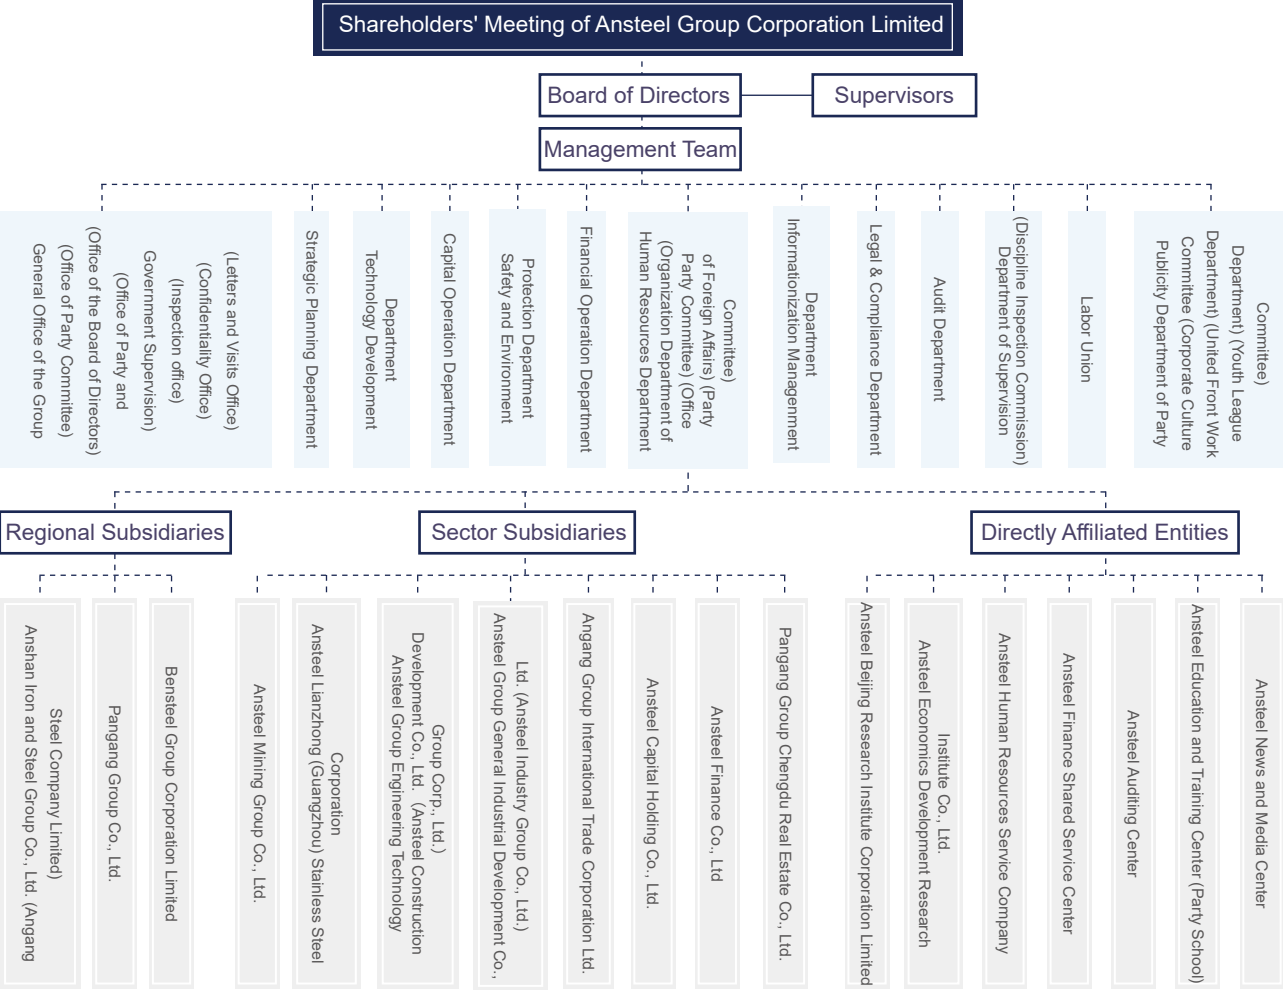 Shareholders' Meeting of Ansteel Group Corporation Limited
Board of Directors
Supervisors
Management Team
General Office of the Group
(Office of Party Committee)
(Office of the Board of Directors)
(Office of Party and
Government Supervision)
(Inspection office)
(Confidentiality Office)
(Letters and Visits Office)
Strategic Planning Department
Technology Development
Department
Capital Operation Department
Safety and Environment
Protection Department
Financial Operation Department
Human Resources Department
(Organization Department of
Party Committee) (Office
of Foreign Affairs) (Party
Committee)
Informationization Managenment
Department
Legal & Compliance Department
Audit Department
Department of Supervision
(Discipline Inspection Commission)
Labor Union
Publicity Department of Party
Committee (Corporate Culture
Department) (United Front Work
Department) (Youth League
Committee)
Regional Subsidiaries
Sector Subsidiaries
Directly Affiliated Entities
Anshan Iron and Steel Group Co., Ltd. (Angang
Steel Company Limited)
Pangang Group Co., Ltd.
Bensteel Group Corporation Limited
Ansteel Mining Group Co., Ltd.
Ansteel Lianzhong (Guangzhou) Stainless Steel
Corporation
Ansteel Group Engineering Technology
Development Co., Ltd. (Ansteel Construction
Group Corp., Ltd.)
Ansteel Group General Industrial Development Co.,
Ltd. (Ansteel Industry Group Co., Ltd.)
Angang Group International Trade Corporation Ltd.
Ansteel Capital Holding Co., Ltd.
Ansteel Finance Co., Ltd
Pangang Group Chengdu Real Estate Co., Ltd.
Ansteel Beijing Research Institute Corporation Limited
Ansteel Economics Development Research
Institute Co., Ltd.
Ansteel Human Resources Service Company
Ansteel Finance Shared Service Center
Ansteel Auditing Center
Ansteel Education and Training Center (Party School)
Ansteel News and Media Center